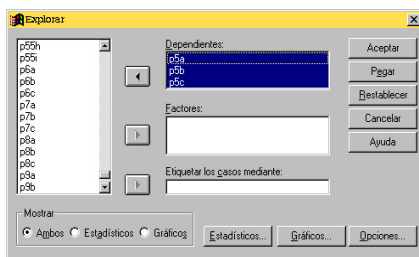 Explorar
p55h
p55i
p6a
p6b
p6c
p7a
p7b
p7c
p8a
p8b
p8c
p9a
p9b
Dependientes:
p5a
p5b
p5c
Factores:
Etiquetar los casos mediante:
Aceptar
Pegar
Restablecer
Cancelar
Ayuda
Mostrar
Ambos Estadísticos Gráficos
Estadísticos... Gráficos... Opciones...